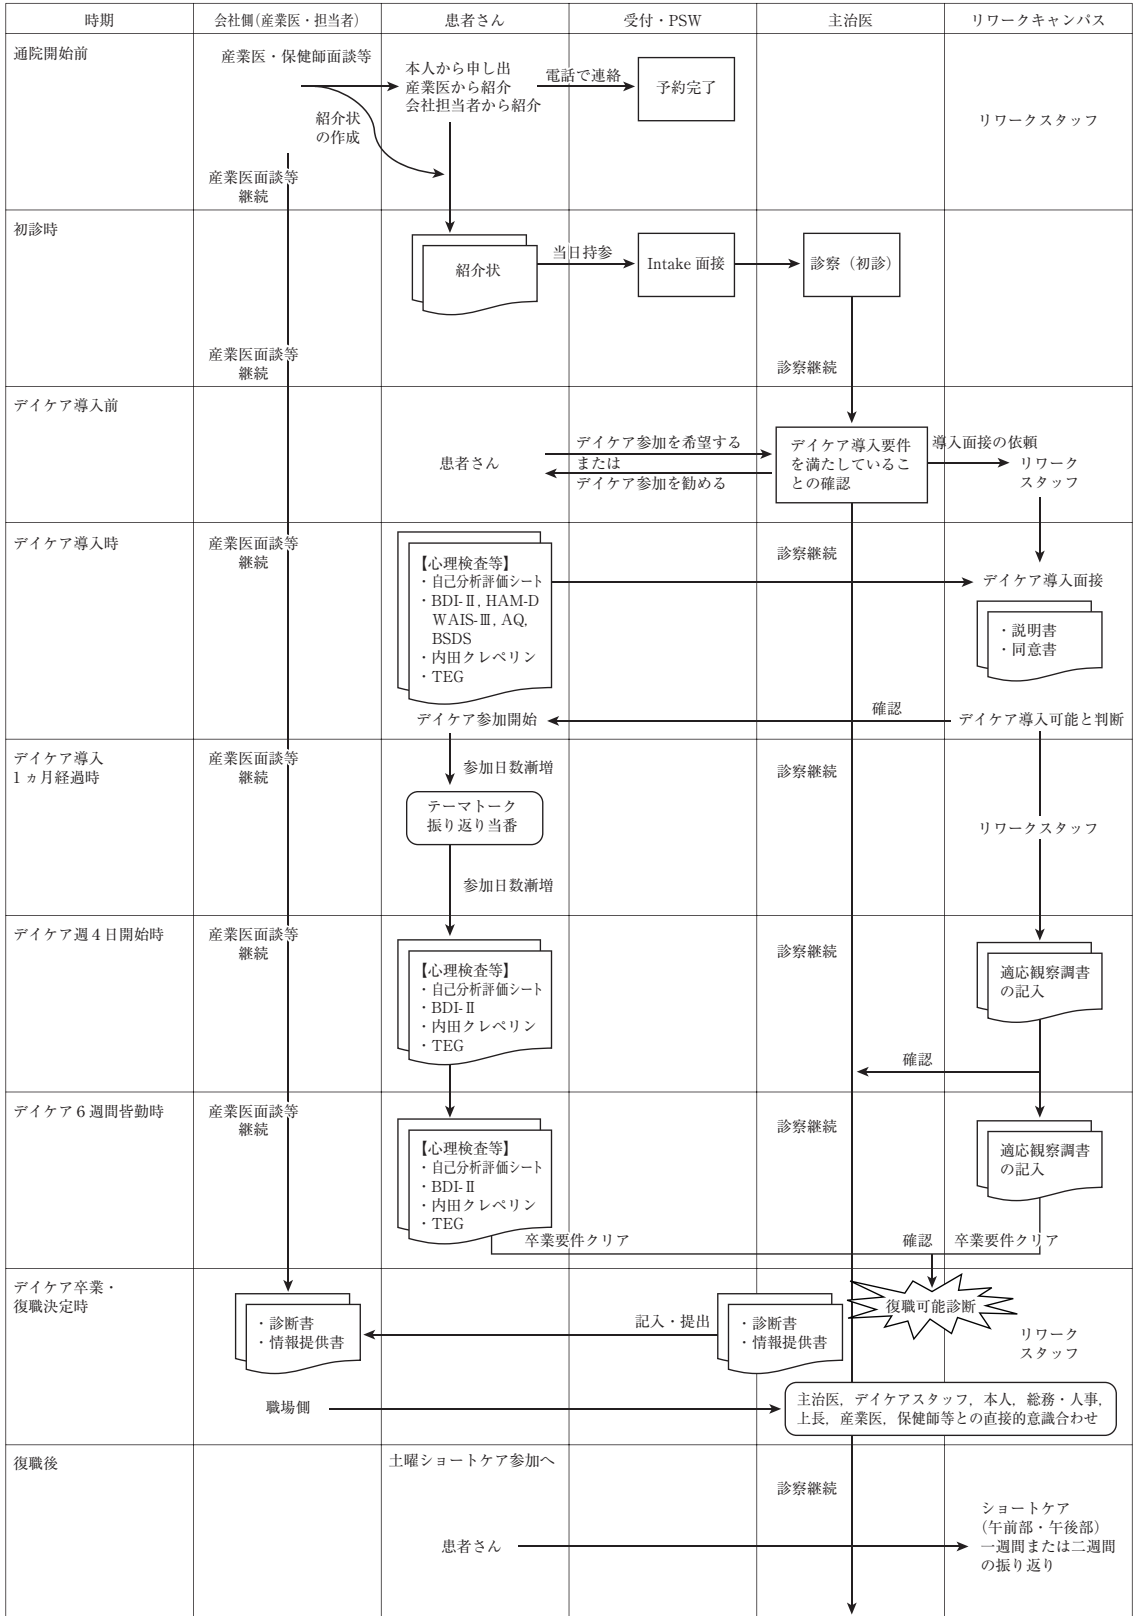 時期
会社側(産業医・担当者)
患者さん
受付・PSW
主治医
リワークキャンパス
通院開始前
産業医・保健師面談等
本人から申し出
産業医から紹介
会社担当者から紹介
電話で連絡
予約完了
紹介状
の作成
リワークスタッフ
産業医面談等
継続
初診時
紹介状
当日持参
Intake 面接
診察（初診）
産業医面談等
継続
診察継続
デイケア導入前
患者さん
デイケア参加を希望する
または
デイケア参加を勧める
デイケア導入要件
を満たしているこ
との確認
導入面接の依頼
リワーク
スタッフ
デイケア導入時
産業医面談等
継続
【心理検査等】
・自己分析評価シート
・BDI-Ⅱ, HAM-D
WAIS-Ⅲ, AQ,
BSDS
・内田クレペリン
・TEG
診察継続
デイケア導入面接
・説明書
・同意書
デイケア参加開始
確認
デイケア導入可能と判断
デイケア導入
1ヵ月経過時
産業医面談等
継続
参加日数漸増
テーマトーク
振り返り当番
参加日数漸増
診察継続
リワークスタッフ
デイケア週4日開始時
産業医面談等
継続
【心理検査等】
・自己分析評価シート
・BDI-Ⅱ
・内田クレペリン
・TEG
診察継続
適応観察調書
の記入
確認
デイケア6週間皆勤時
産業医面談等
継続
【心理検査等】
・自己分析評価シート
・BDI-Ⅱ
・内田クレペリン
・TEG
診察継続
適応観察調書
の記入
卒業要件クリア
確認
卒業要件クリア
デイケア卒業・
復職決定時
・診断書
・情報提供書
記入・提出
・診断書
・情報提供書
復職可能診断
リワーク
スタッフ
職場側
主治医，デイケアスタッフ，本人，総務・人事，
上長，産業医，保健師等との直接的意識合わせ
復職後
土曜ショートケア参加へ
診察継続
患者さん
ショートケア
(午前部・午後部)
一週間または二週間
の振り返り